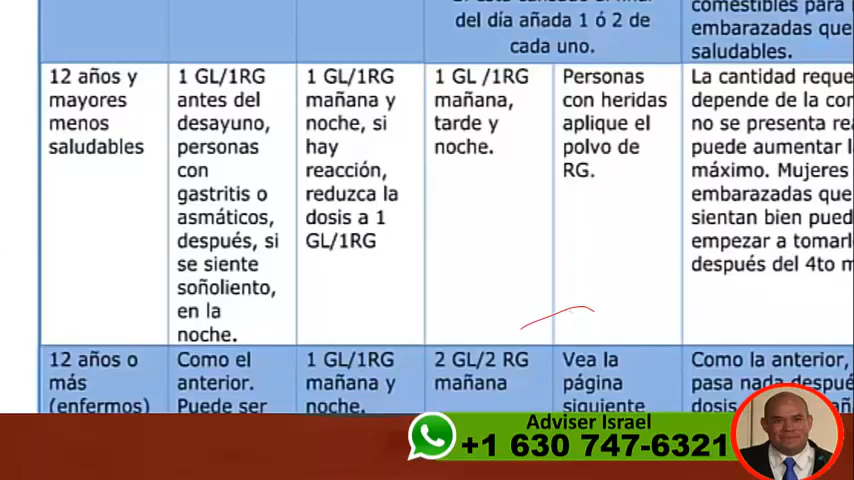 del día añada 1 ó 2 de
cada uno.
comestibles para
embarazadas que
saludables.
12 años y
mayores
menos
saludables
1 GL/1RG
antes del
desayuno,
personas
con
gastritis o
asmáticos,
después, si
se siente
soñoliento,
en la
noche.
1 GL/1RG
mañana y
noche, si
hay
reacción,
reduzca la
dosis a 1
GL/1RG
1 GL /1RG
mañana,
tarde y
noche.
Personas
con heridas
aplique el
polvo de
RG.
La cantidad
depende de la
no se presenta
puede aumentar
máximo. Mujeres
embarazadas que
sientan bien
empezar a
después del 4to
12 años o
más
(enfermos)
Como el
anterior.
Puede ser
1 GL/1RG
mañana y
noche.
2 GL/2 RG
mañana
Vea la
página
siguiente
Como la anterior,
pasa nada
dosis
Adviser Israel
+1 630 747-6321